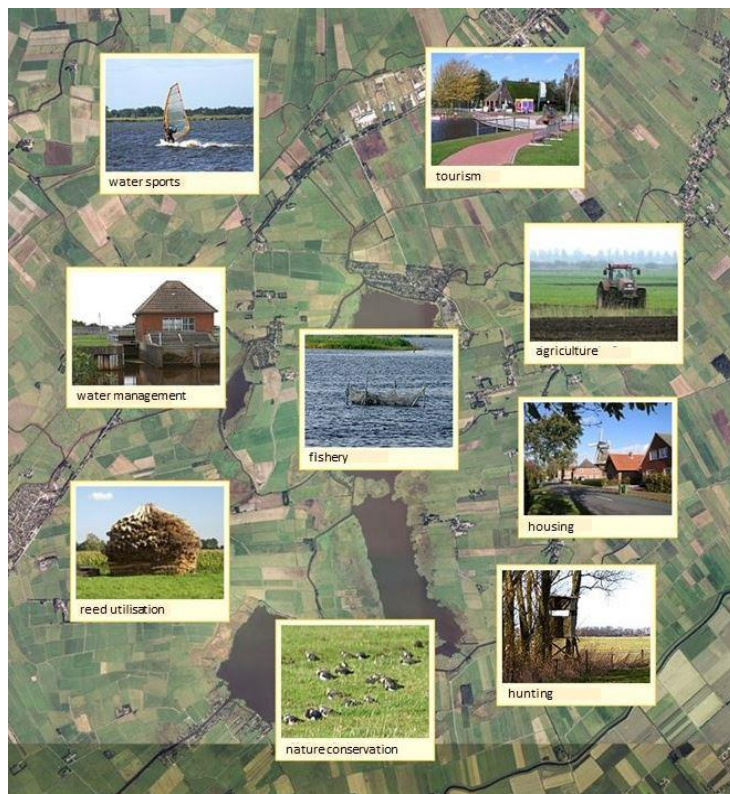 water sports
tourism
water management
agriculture
fishery
housing
reed utilisation
hunting
nature conservation